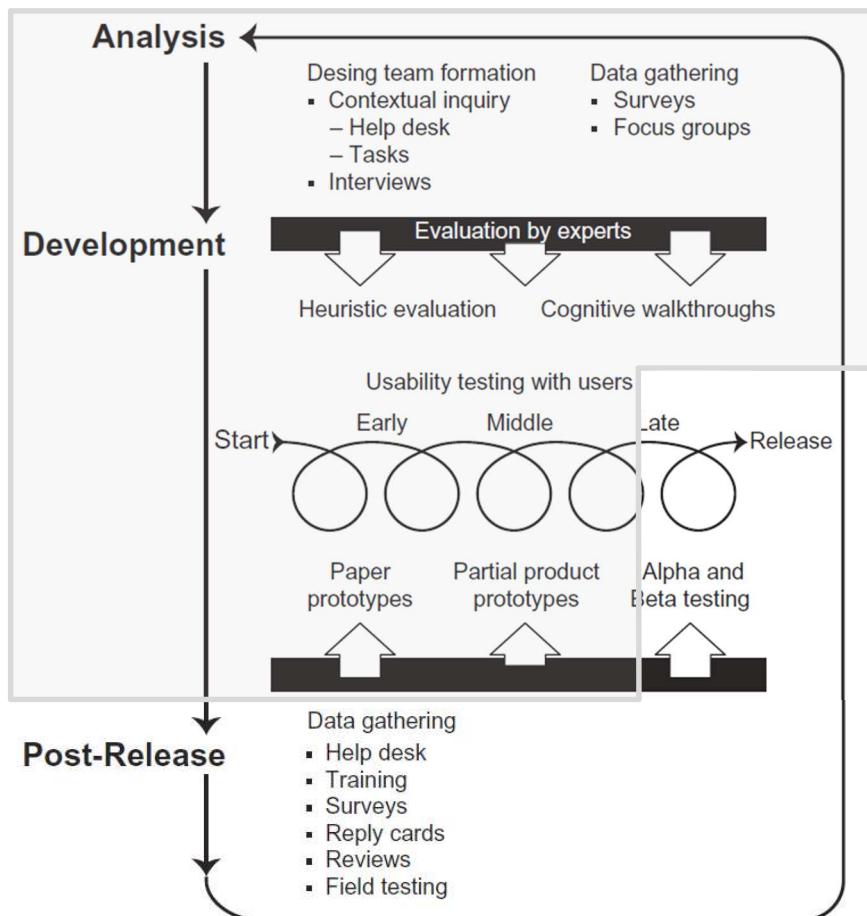 Analysis
Desing team formation
▪ Contextual inquiry
– Help desk
– Tasks
▪ Interviews
Data gathering
▪ Surveys
▪ Focus groups
Development
Evaluation by experts
Heuristic evaluation
Cognitive walkthroughs
Usability testing with users
Early
Middle
Late
Start
Release
Paper
prototypes
Partial product
prototypes
Alpha and
Beta testing
Post-Release
Data gathering
▪ Help desk
▪ Training
▪ Surveys
▪ Reply cards
▪ Reviews
▪ Field testing